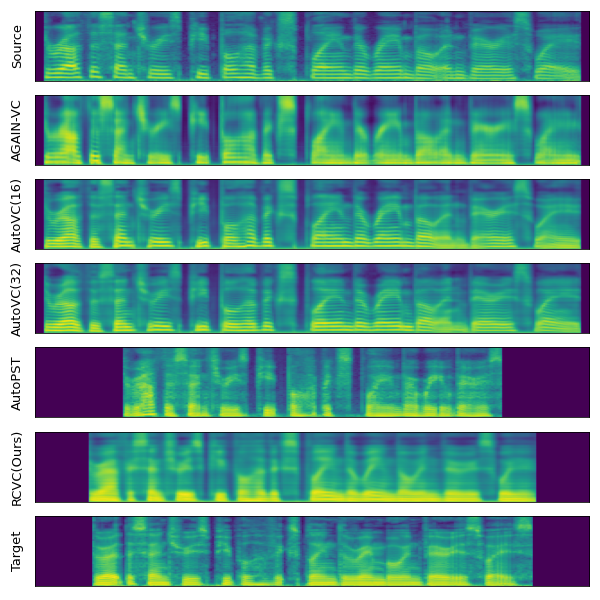 Source
AGAIN-VC
AutoVC(16)
AutoVC(32)
AutoPST
RCVC(Ours)
Target